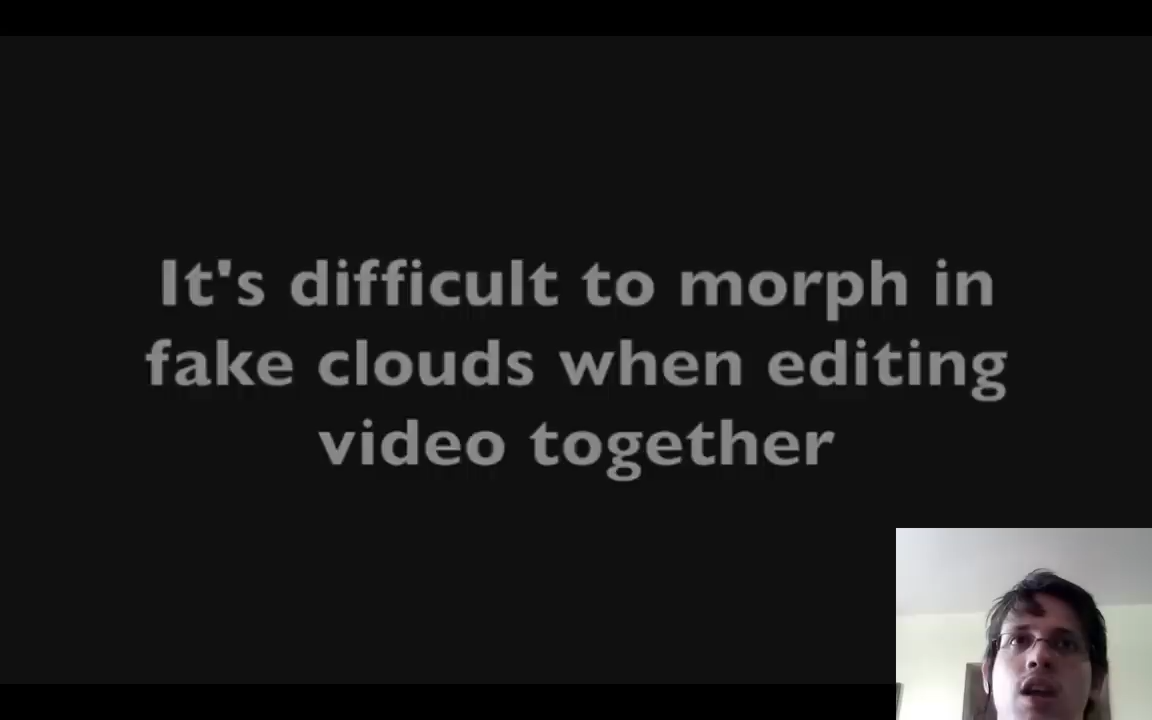 It's difficult to morph in
fake clouds when editing
video together